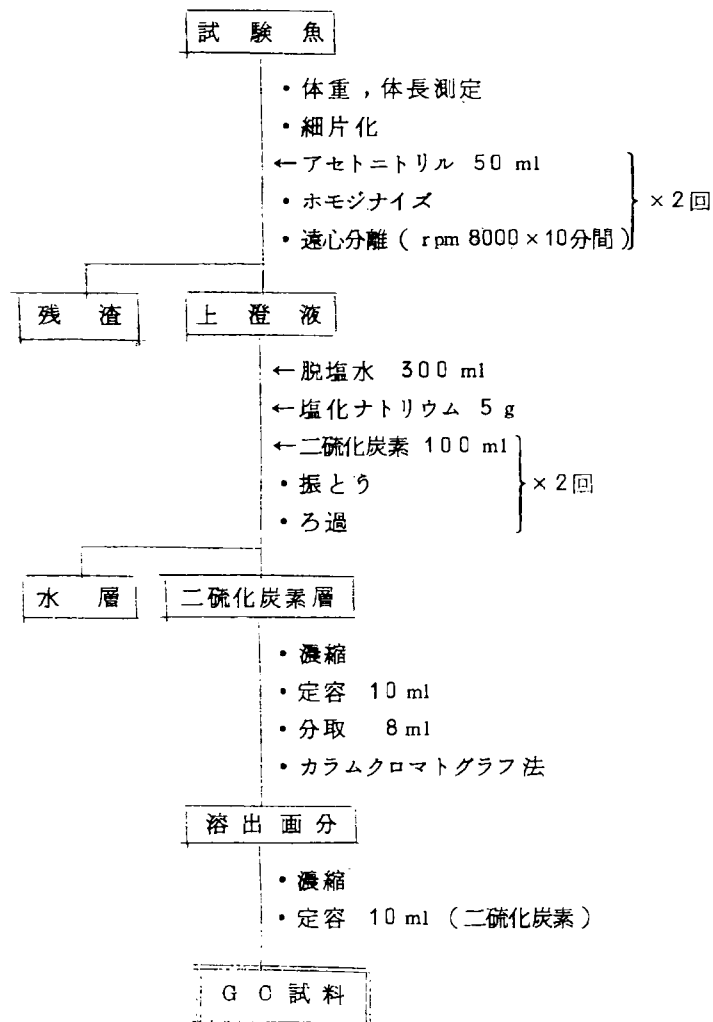 試験魚
・体重,体長測定
・細片化
←アセトニトリル 50 ml
・ホモジナイズ
×2回
・遠心分離(rpm 8000×10分間)
残渣 上澄液
←脱塩水 300 ml
←塩化ナトリウム 5 g
←二硫化炭素 100 ml
・振とう
×2回
・ろ過
水層 二硫化炭素層
・濃縮
・定容 10 ml
・分取 8 ml
・カラムクロマトグラフ法
溶出画分
・濃縮
・定容 10 ml (二硫化炭素)
GC試料